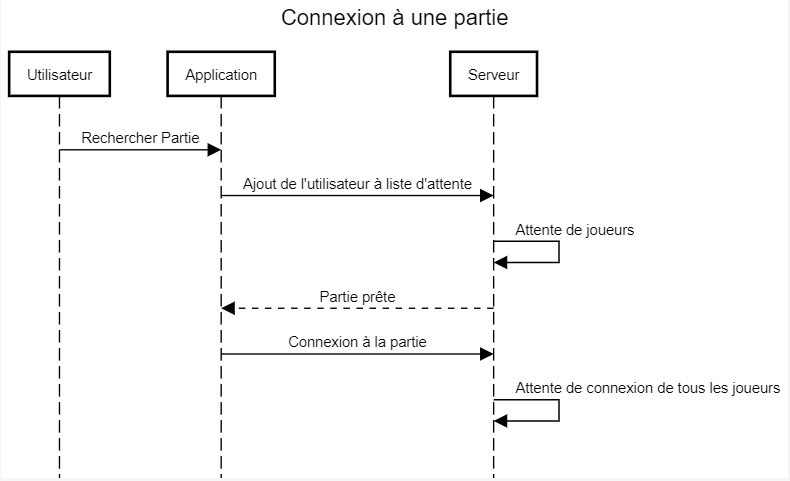 Connexion à une partie
Utilisateur
Application
Serveur
Rechercher Partie
Ajout de l'utilisateur à liste d'attente
Attente de joueurs
Partie prête
Connexion à la partie
Attente de connexion de tous les joueurs